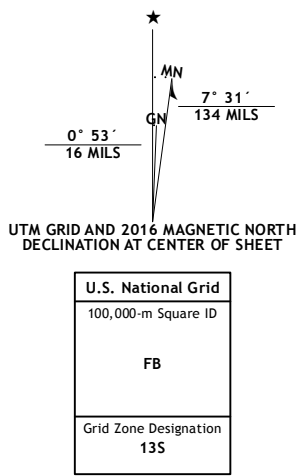 ★
MN
7° 31´
134 MILS
GN
0° 53´
16 MILS
UTM GRID AND 2016 MAGNETIC NORTH
DECLINATION AT CENTER OF SHEET
U.S. National Grid
100,000-m Square ID
FB
Grid Zone Designation
13S